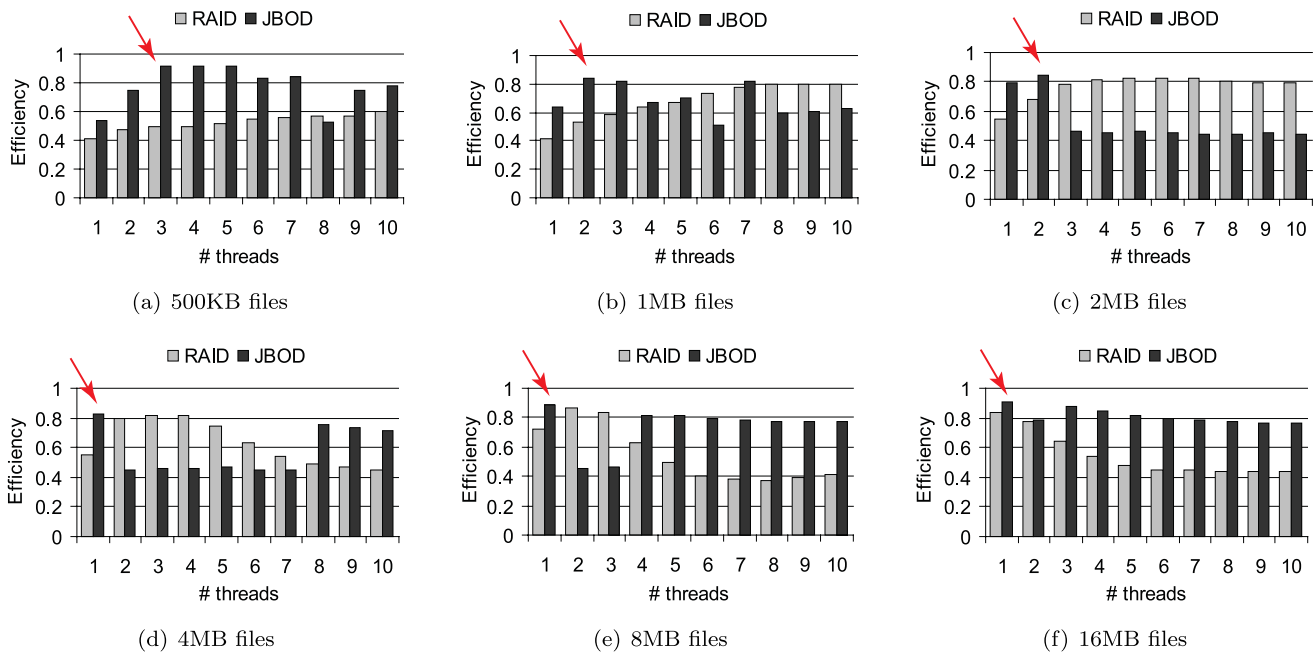 RAID JBOD
Efficiency
1
0.8
0.6
0.4
0.2
0
1 2 3 4 5 6 7 8 9 10
# threads
(a) 500KB files
RAID JBOD
Efficiency
1
0.8
0.6
0.4
0.2
0
1 2 3 4 5 6 7 8 9 10
# threads
(b) 1MB files
RAID JBOD
Efficiency
1
0.8
0.6
0.4
0.2
0
1 2 3 4 5 6 7 8 9 10
# threads
(c) 2MB files
RAID JBOD
Efficiency
1
0.8
0.6
0.4
0.2
0
1 2 3 4 5 6 7 8 9 10
# threads
(d) 4MB files
RAID JBOD
Efficiency
1
0.8
0.6
0.4
0.2
0
1 2 3 4 5 6 7 8 9 10
# threads
(e) 8MB files
RAID JBOD
Efficiency
1
0.8
0.6
0.4
0.2
0
1 2 3 4 5 6 7 8 9 10
# threads
(f) 16MB files